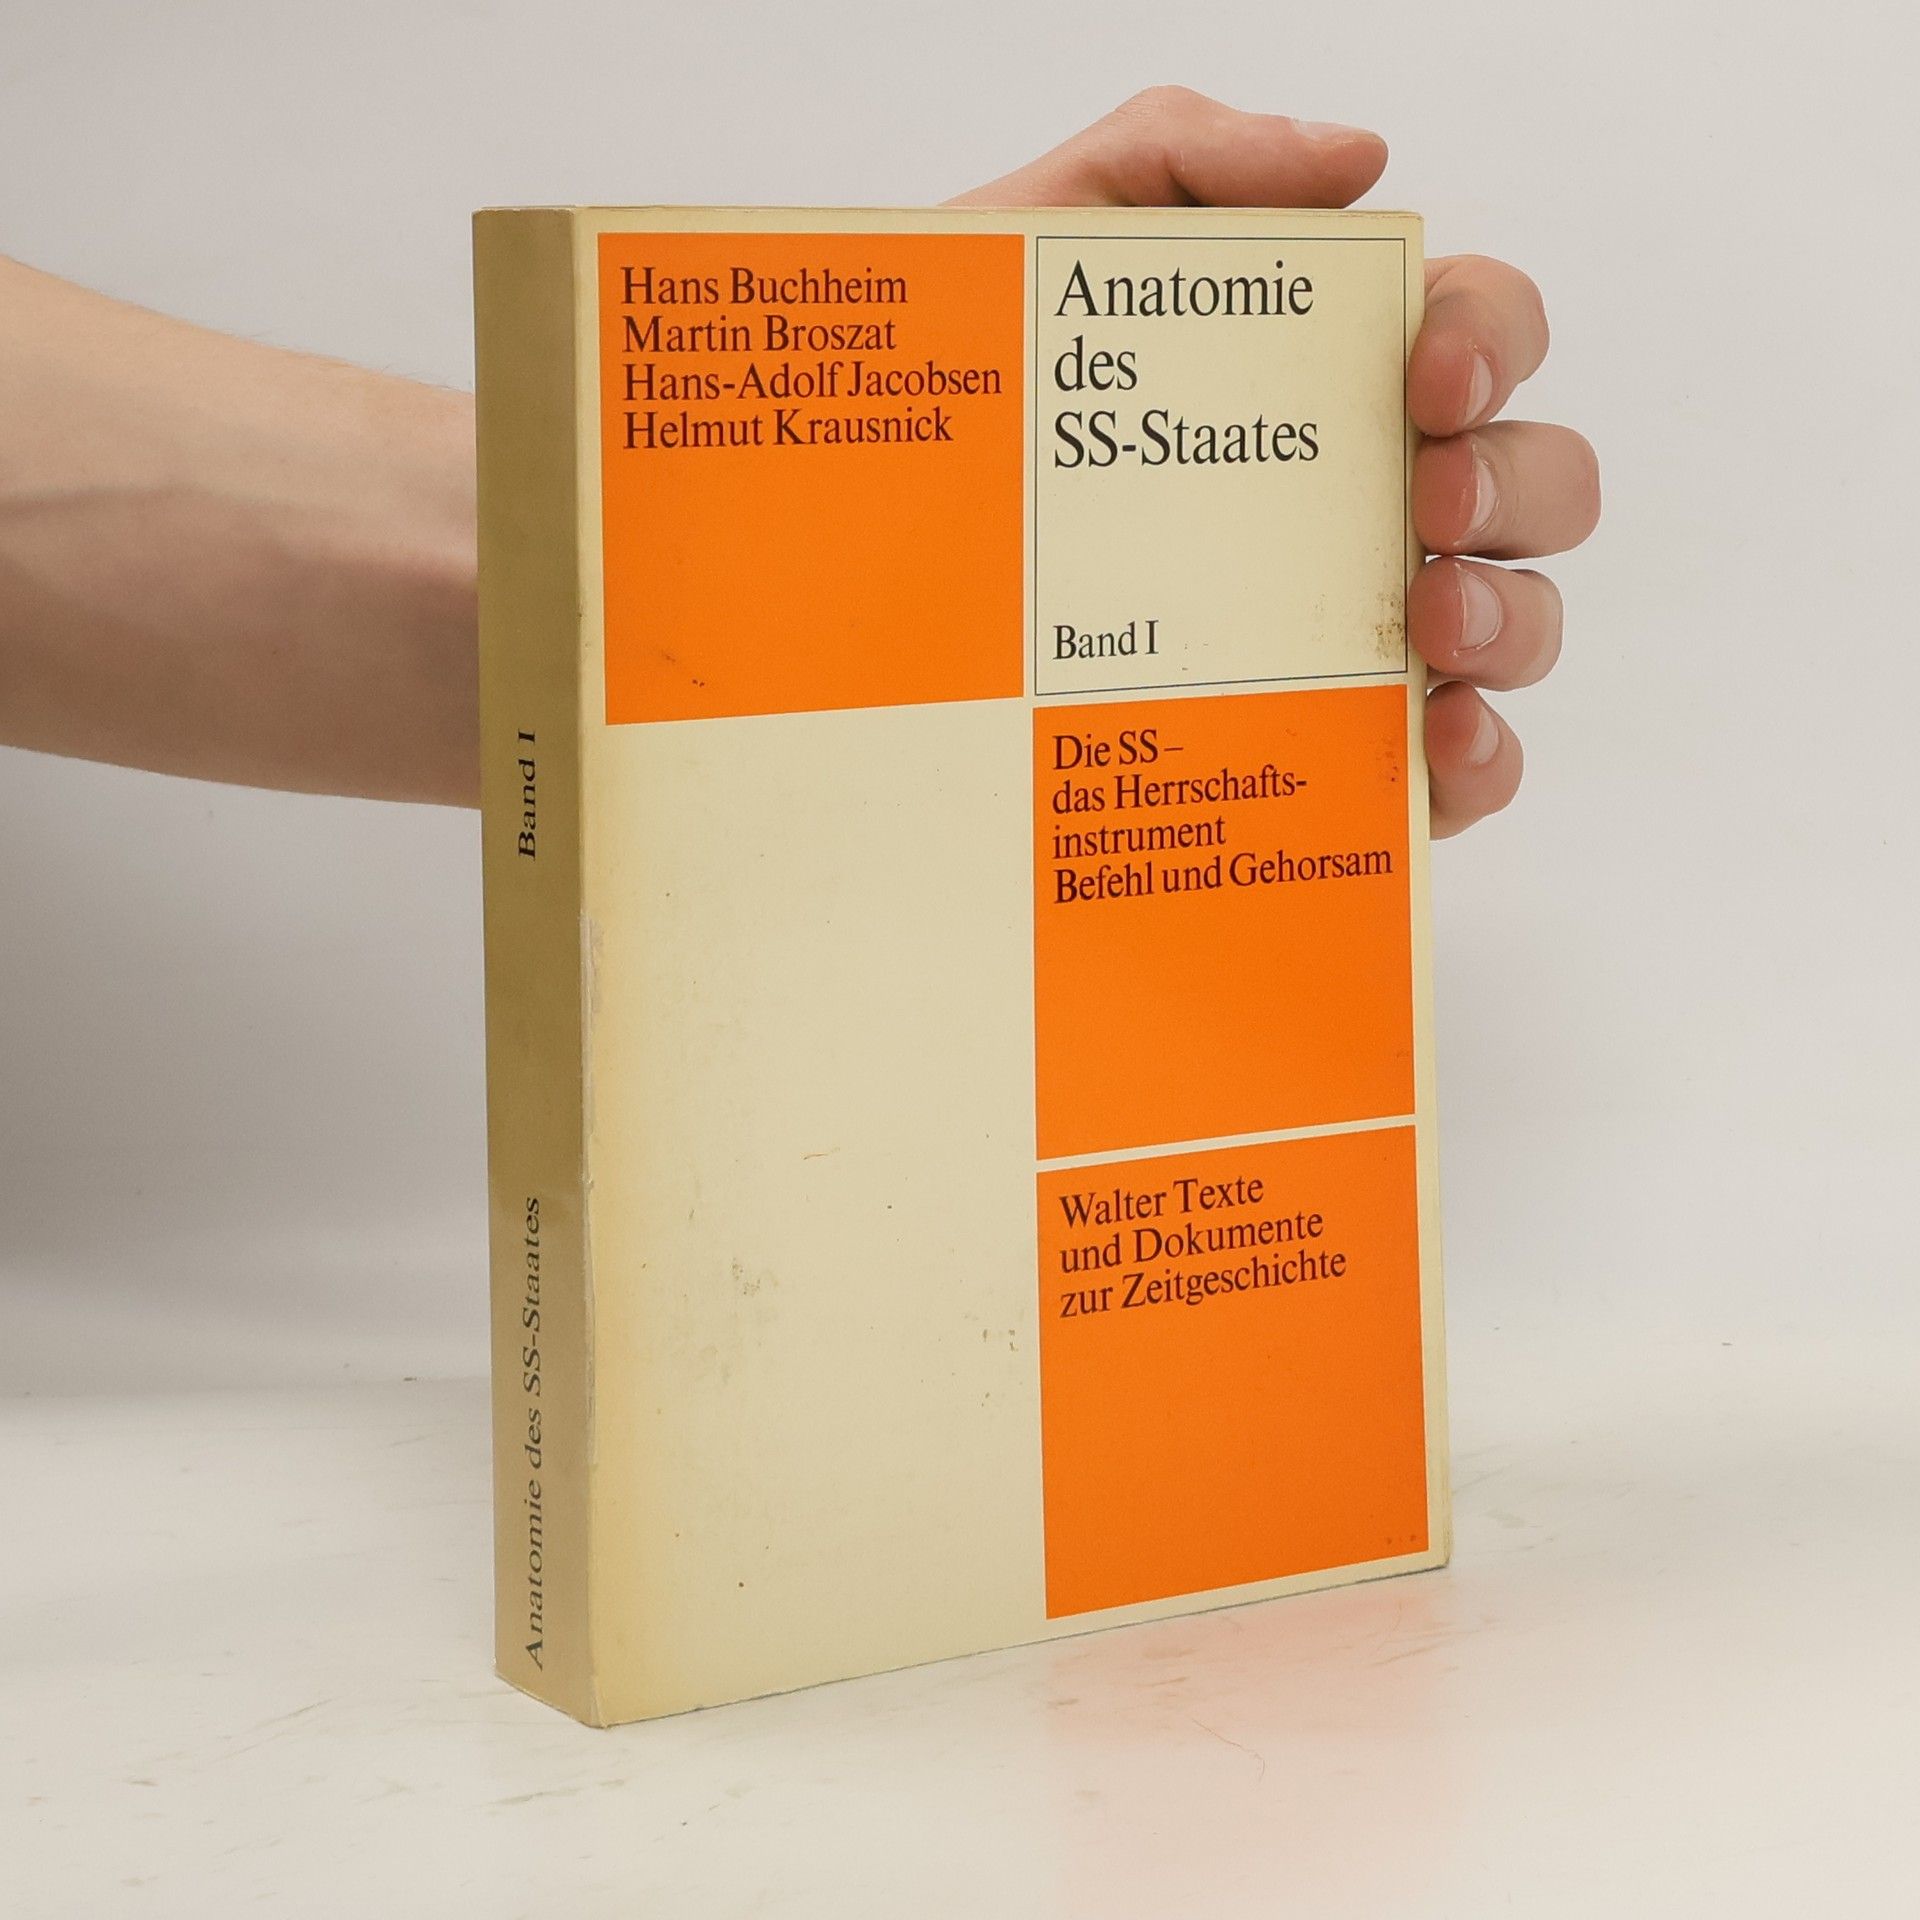 Hans Buchheim
Martin Broszat
Hans-Adolf Jacobsen
Helmut Krausnick
Anatomie
des
SS-Staates
Band I
Die SS –
das Herrschafts-
instrument
Befehl und Gehorsam
Walter Texte
und Dokumente
zur Zeitgeschichte
Anatomie des SS-Staates Band I